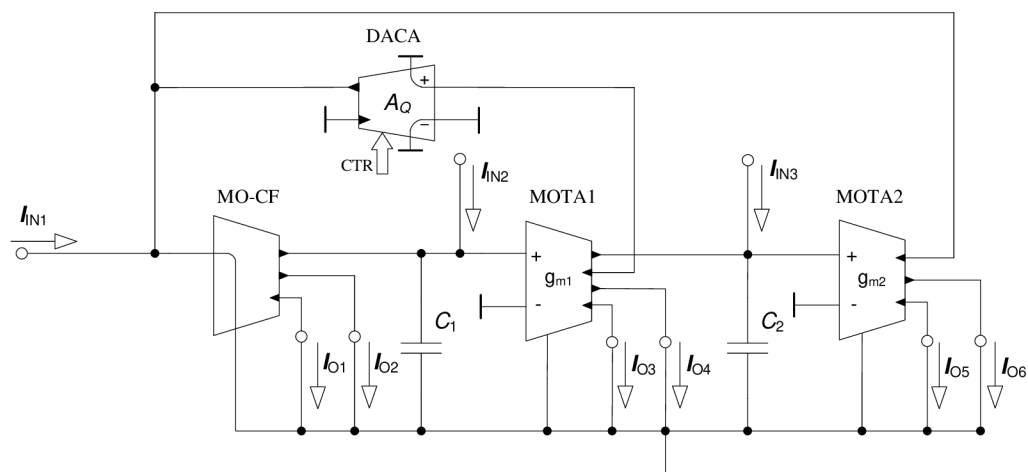 DACA
+
A_Q
−
CTR
I_IN2
I_IN3
MO-CF
MOTA1
MOTA2
I_IN1
+
g_m1
-
+
g_m2
-
C_1
C_2
I_O1
I_O2
I_O3
I_O4
I_O5
I_O6